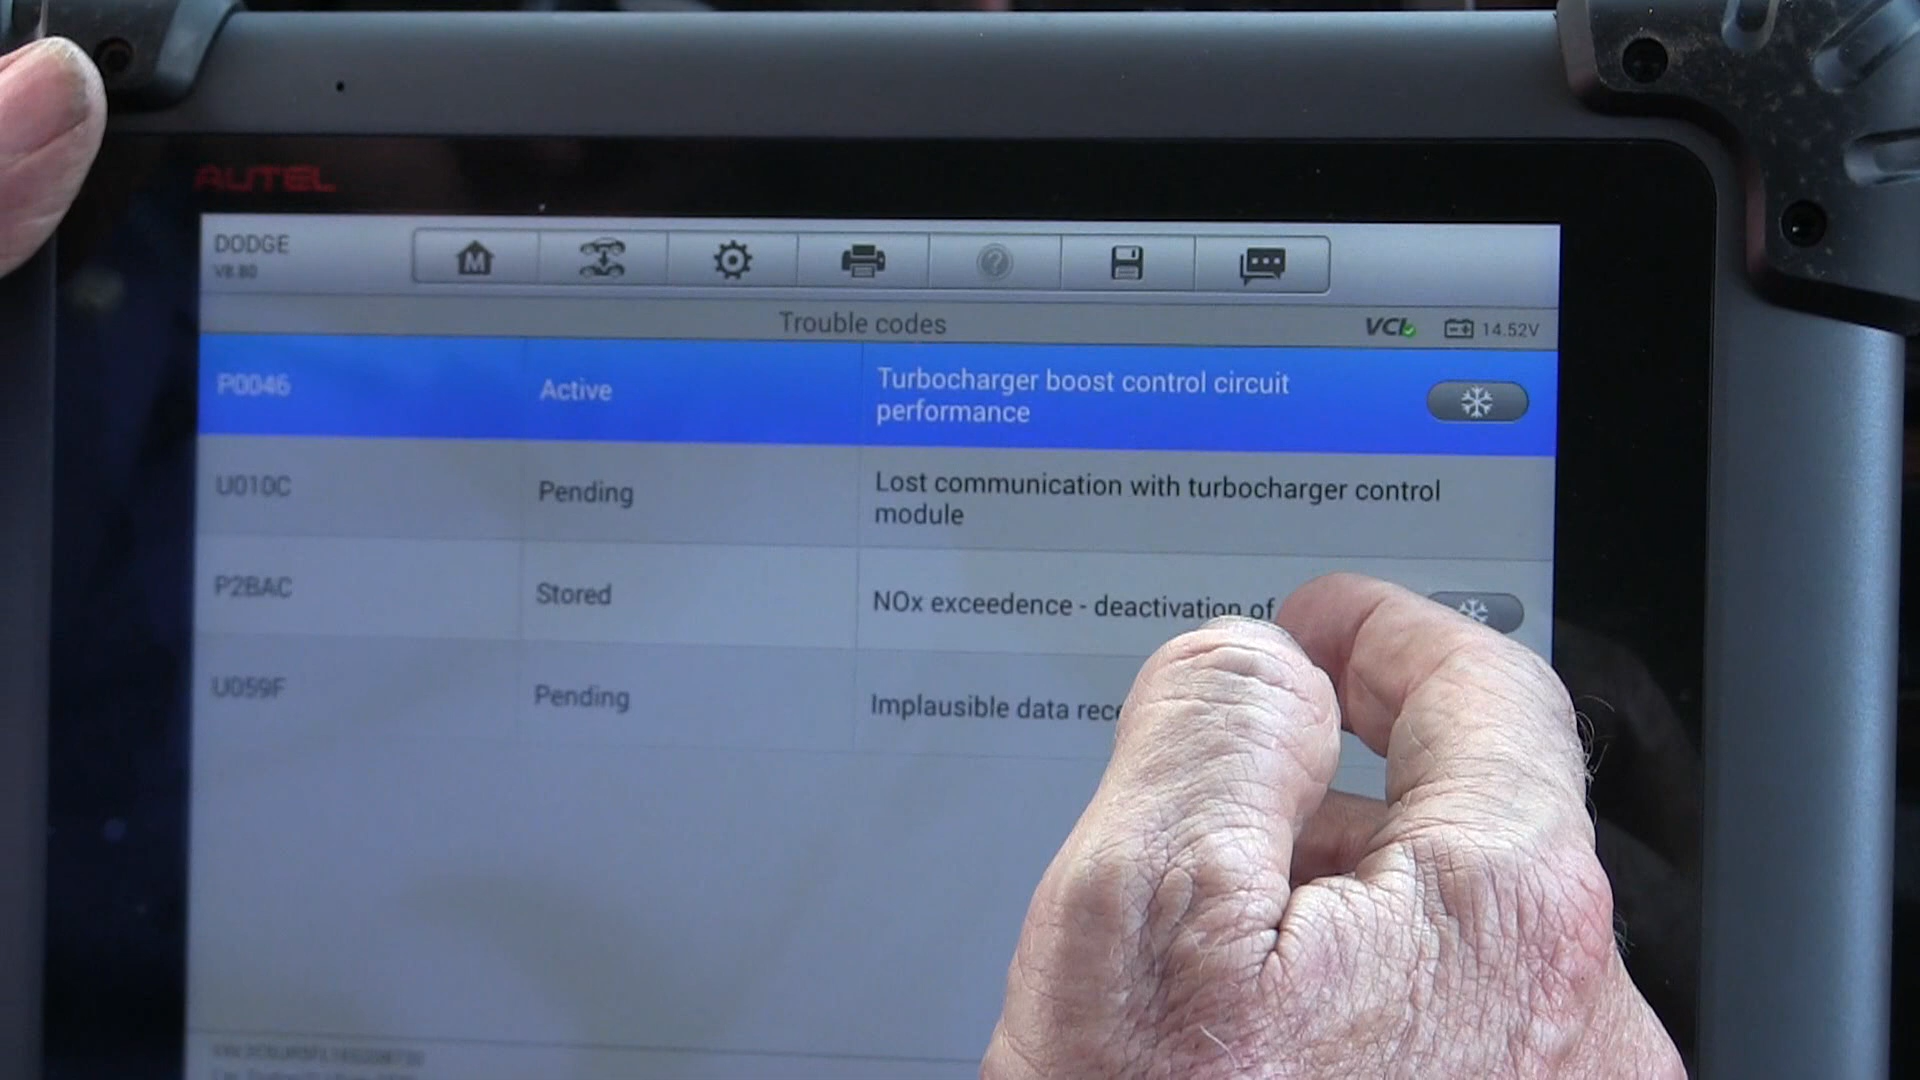 AUTEL
DODGE
V8.80
M
Trouble codes
VCI
14.52V
P0046
Active
Turbocharger boost control circuit
performance
U010C
Pending
Lost communication with turbocharger control
module
P2BAC
Stored
NOx exceedence - deactivation of
U059F
Pending
Implausible data